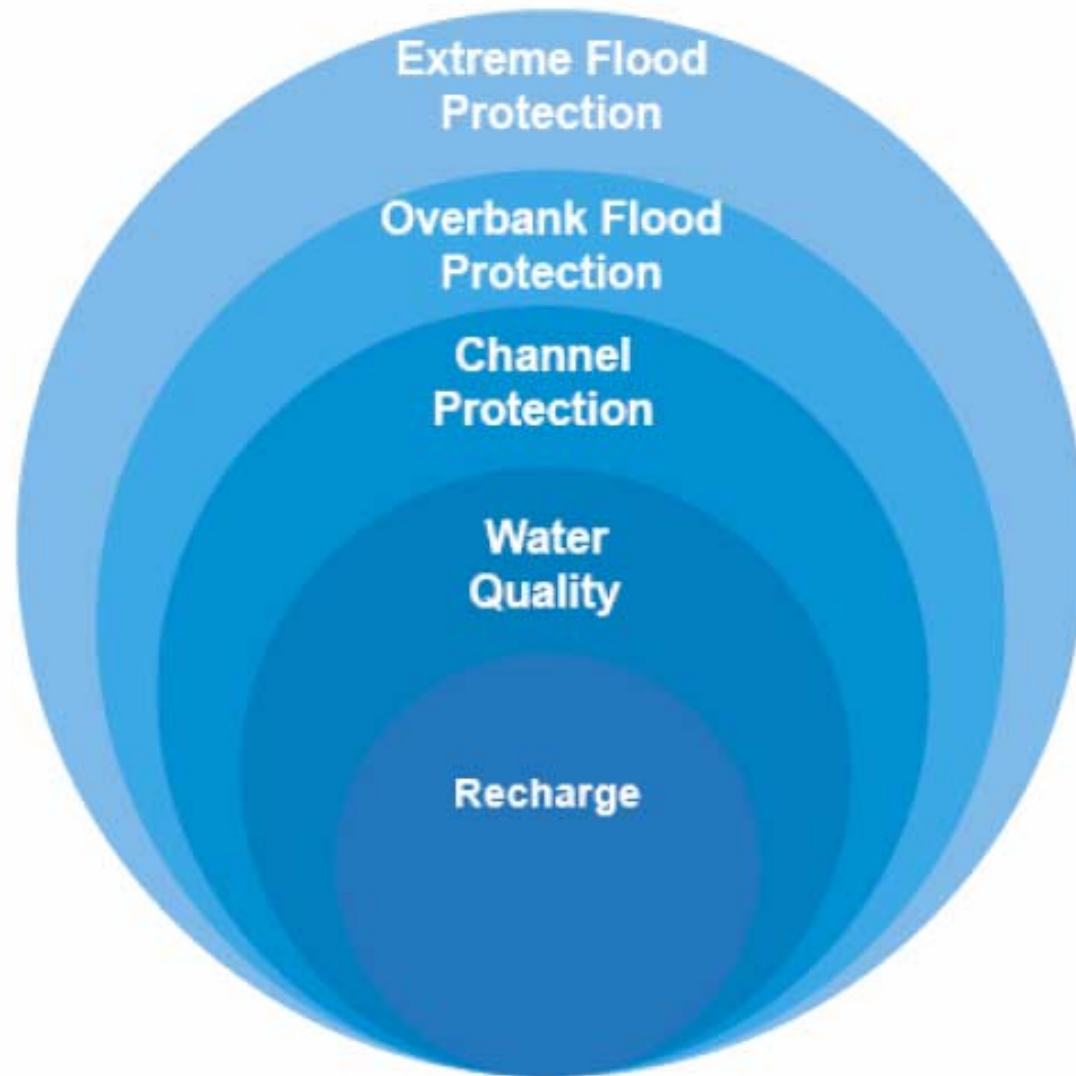 Extreme Flood
Protection
Overbank Flood
Protection
Channel
Protection
Water
Quality
Recharge